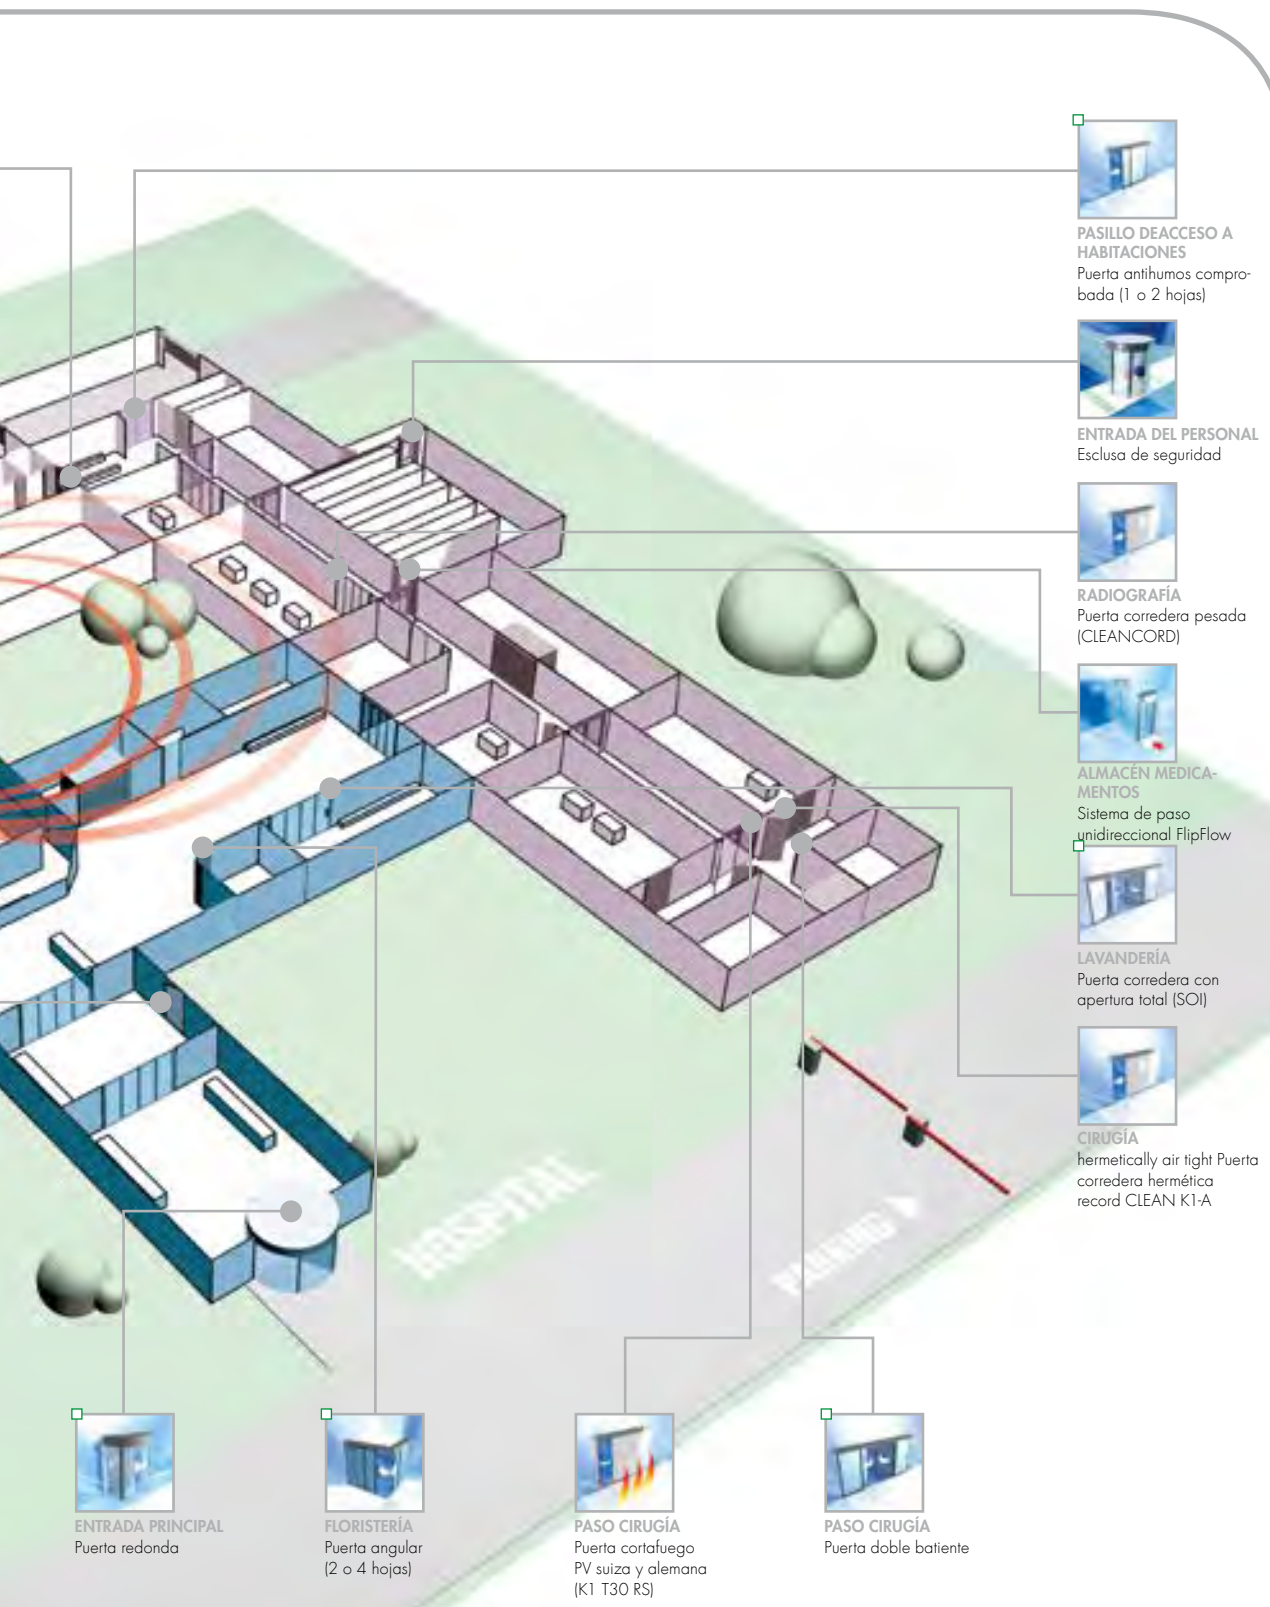 PASILLO DEACCESO A
HABITACIONES
Puerta antihumos compro-
bada (1 o 2 hojas)
ENTRADA DEL PERSONAL
Esclusa de seguridad
RADIOGRAFÍA
Puerta corredera pesada
(CLEANCORD)
ALMACÉN MEDICA-
MENTOS
Sistema de paso
unidireccional FlipFlow
LAVANDERÍA
Puerta corredera con
apertura total (SOI)
CIRUGÍA
hermetically air tight Puerta
corredera hermética
record CLEAN K1-A
HOSPITAL
PARKING
ENTRADA PRINCIPAL
Puerta redonda
FLORISTERÍA
Puerta angular
(2 o 4 hojas)
PASO CIRUGÍA
Puerta cortafuego
PV suiza y alemana
(K1 T30 RS)
PASO CIRUGÍA
Puerta doble batiente